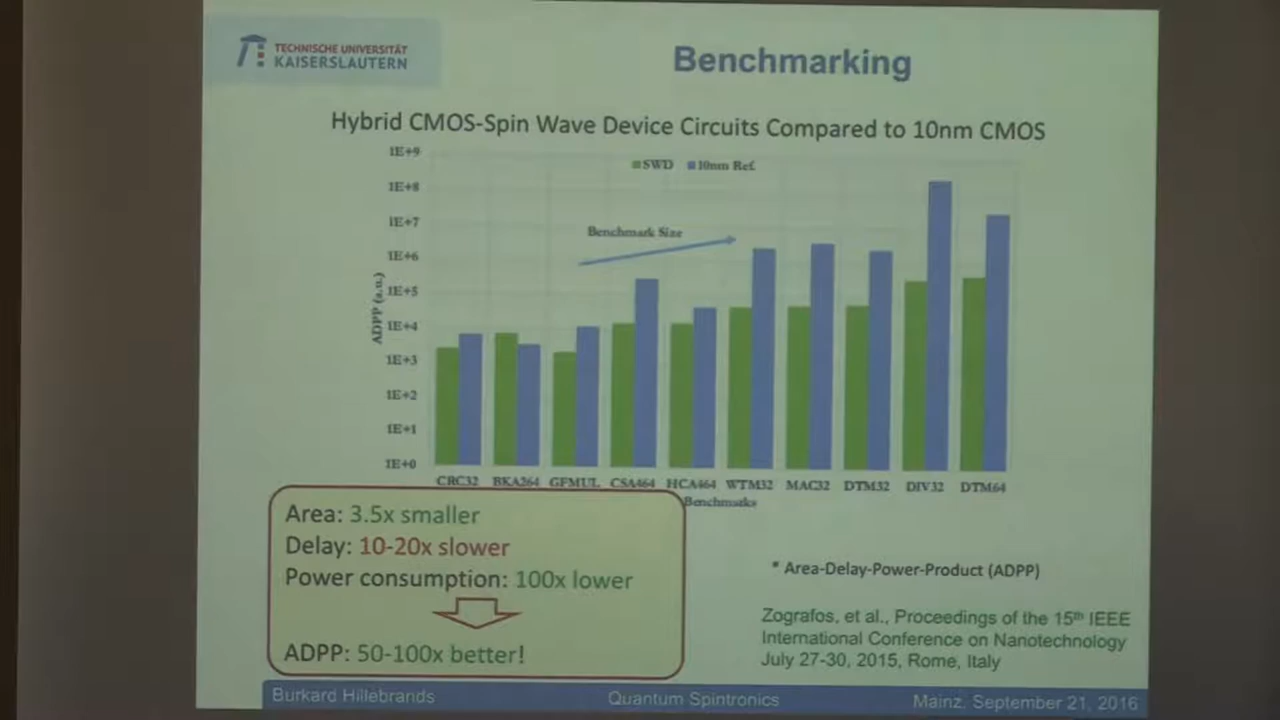 TECHNISCHE UNIVERSITÄT
KAISERSLAUTERN
Benchmarking
Hybrid CMOS-Spin Wave Device Circuits Compared to 10nm CMOS
SWD 10nm Ref.
1E+9
1E+8
1E+7
1E+6
1E+5
1E+4
1E+3
1E+2
1E+1
1E+0
ADPP (a.u.)
Benchmark Size
CRC32 BKA264 GFMUL CSA464 HCA464 WTM32 MAC32 DTM32 DIV32 DTM64
Benchmarks
Area: 3.5x smaller
Delay: 10-20x slower
Power consumption: 100x lower
ADPP: 50-100x better!
* Area-Delay-Power-Product (ADPP)
Zografos, et al., Proceedings of the 15th IEEE
International Conference on Nanotechnology
July 27-30, 2015, Rome, Italy
Burkard Hillebrands Quantum Spintronics Mainz, September 21, 2016